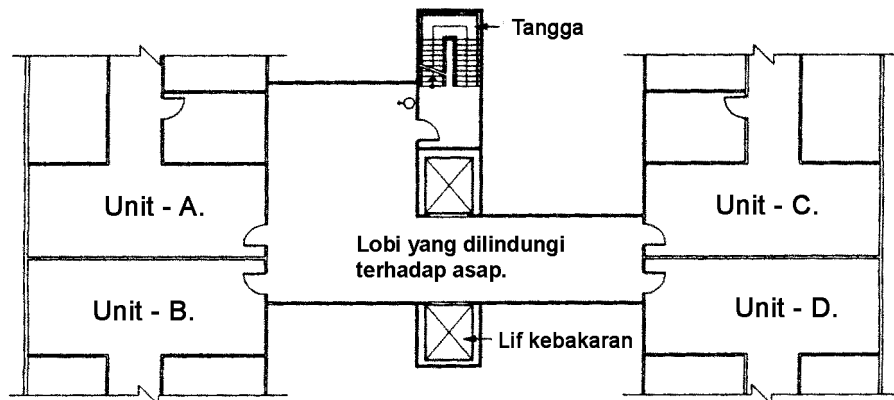 Tangga
Unit - A.
Unit - C.
Lobi yang dilindungi
terhadap asap.
Unit - B.
Unit - D.
Lif kebakaran